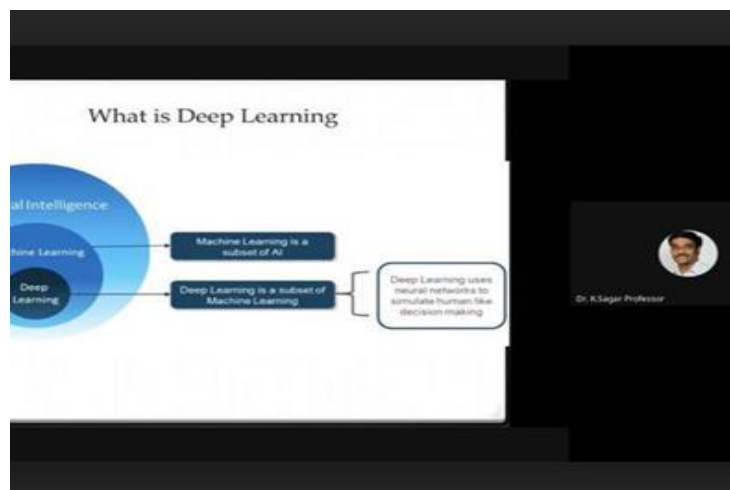 What is Deep Learning
al Intelligence
hine Learning
Deep
Learning
Machine Learning is a
subset of AI
Deep Learning is a subset of
Machine Learning
Deep Learning uses
neural networks to
simulate human like
decision making
Dr. K.Sagar Professor